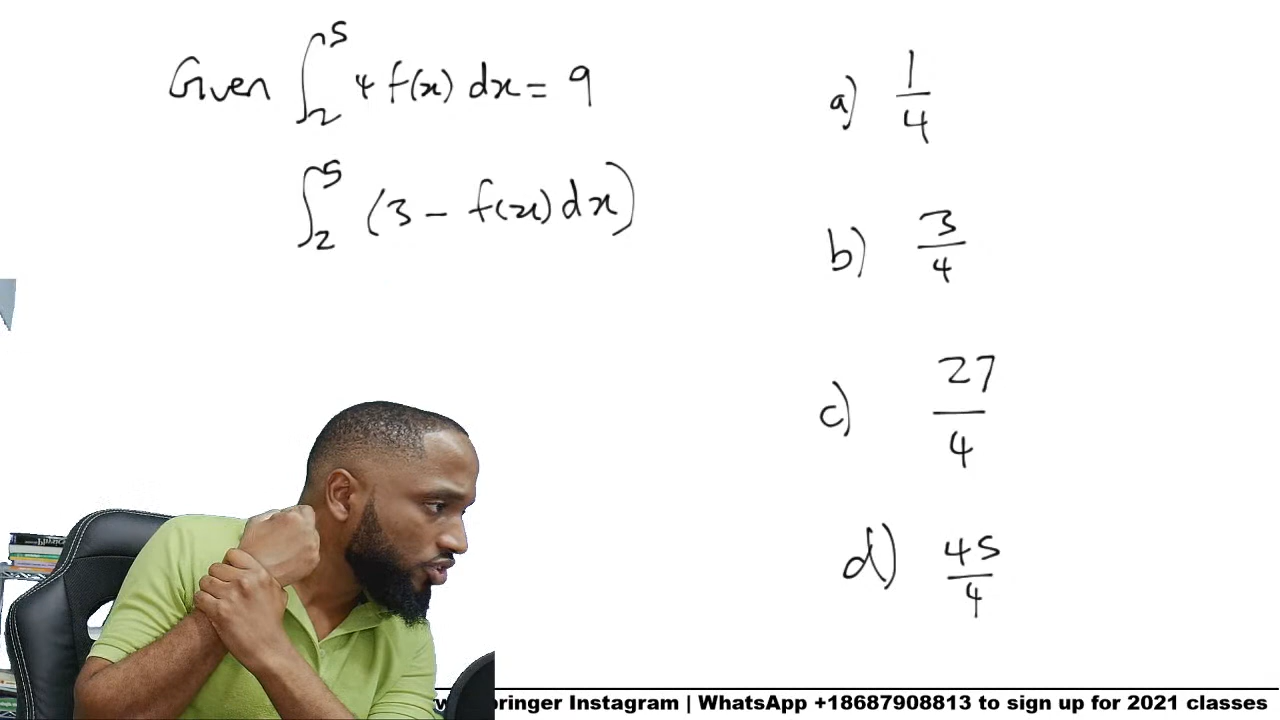 Given ∫₂⁵ 4 f(x) dx = 9
∫₂⁵ (3 − f(x) dx)
a) 1/4
b) 3/4
c) 27/4
d) 45/4
ringer Instagram | WhatsApp +18687908813 to sign up for 2021 classes